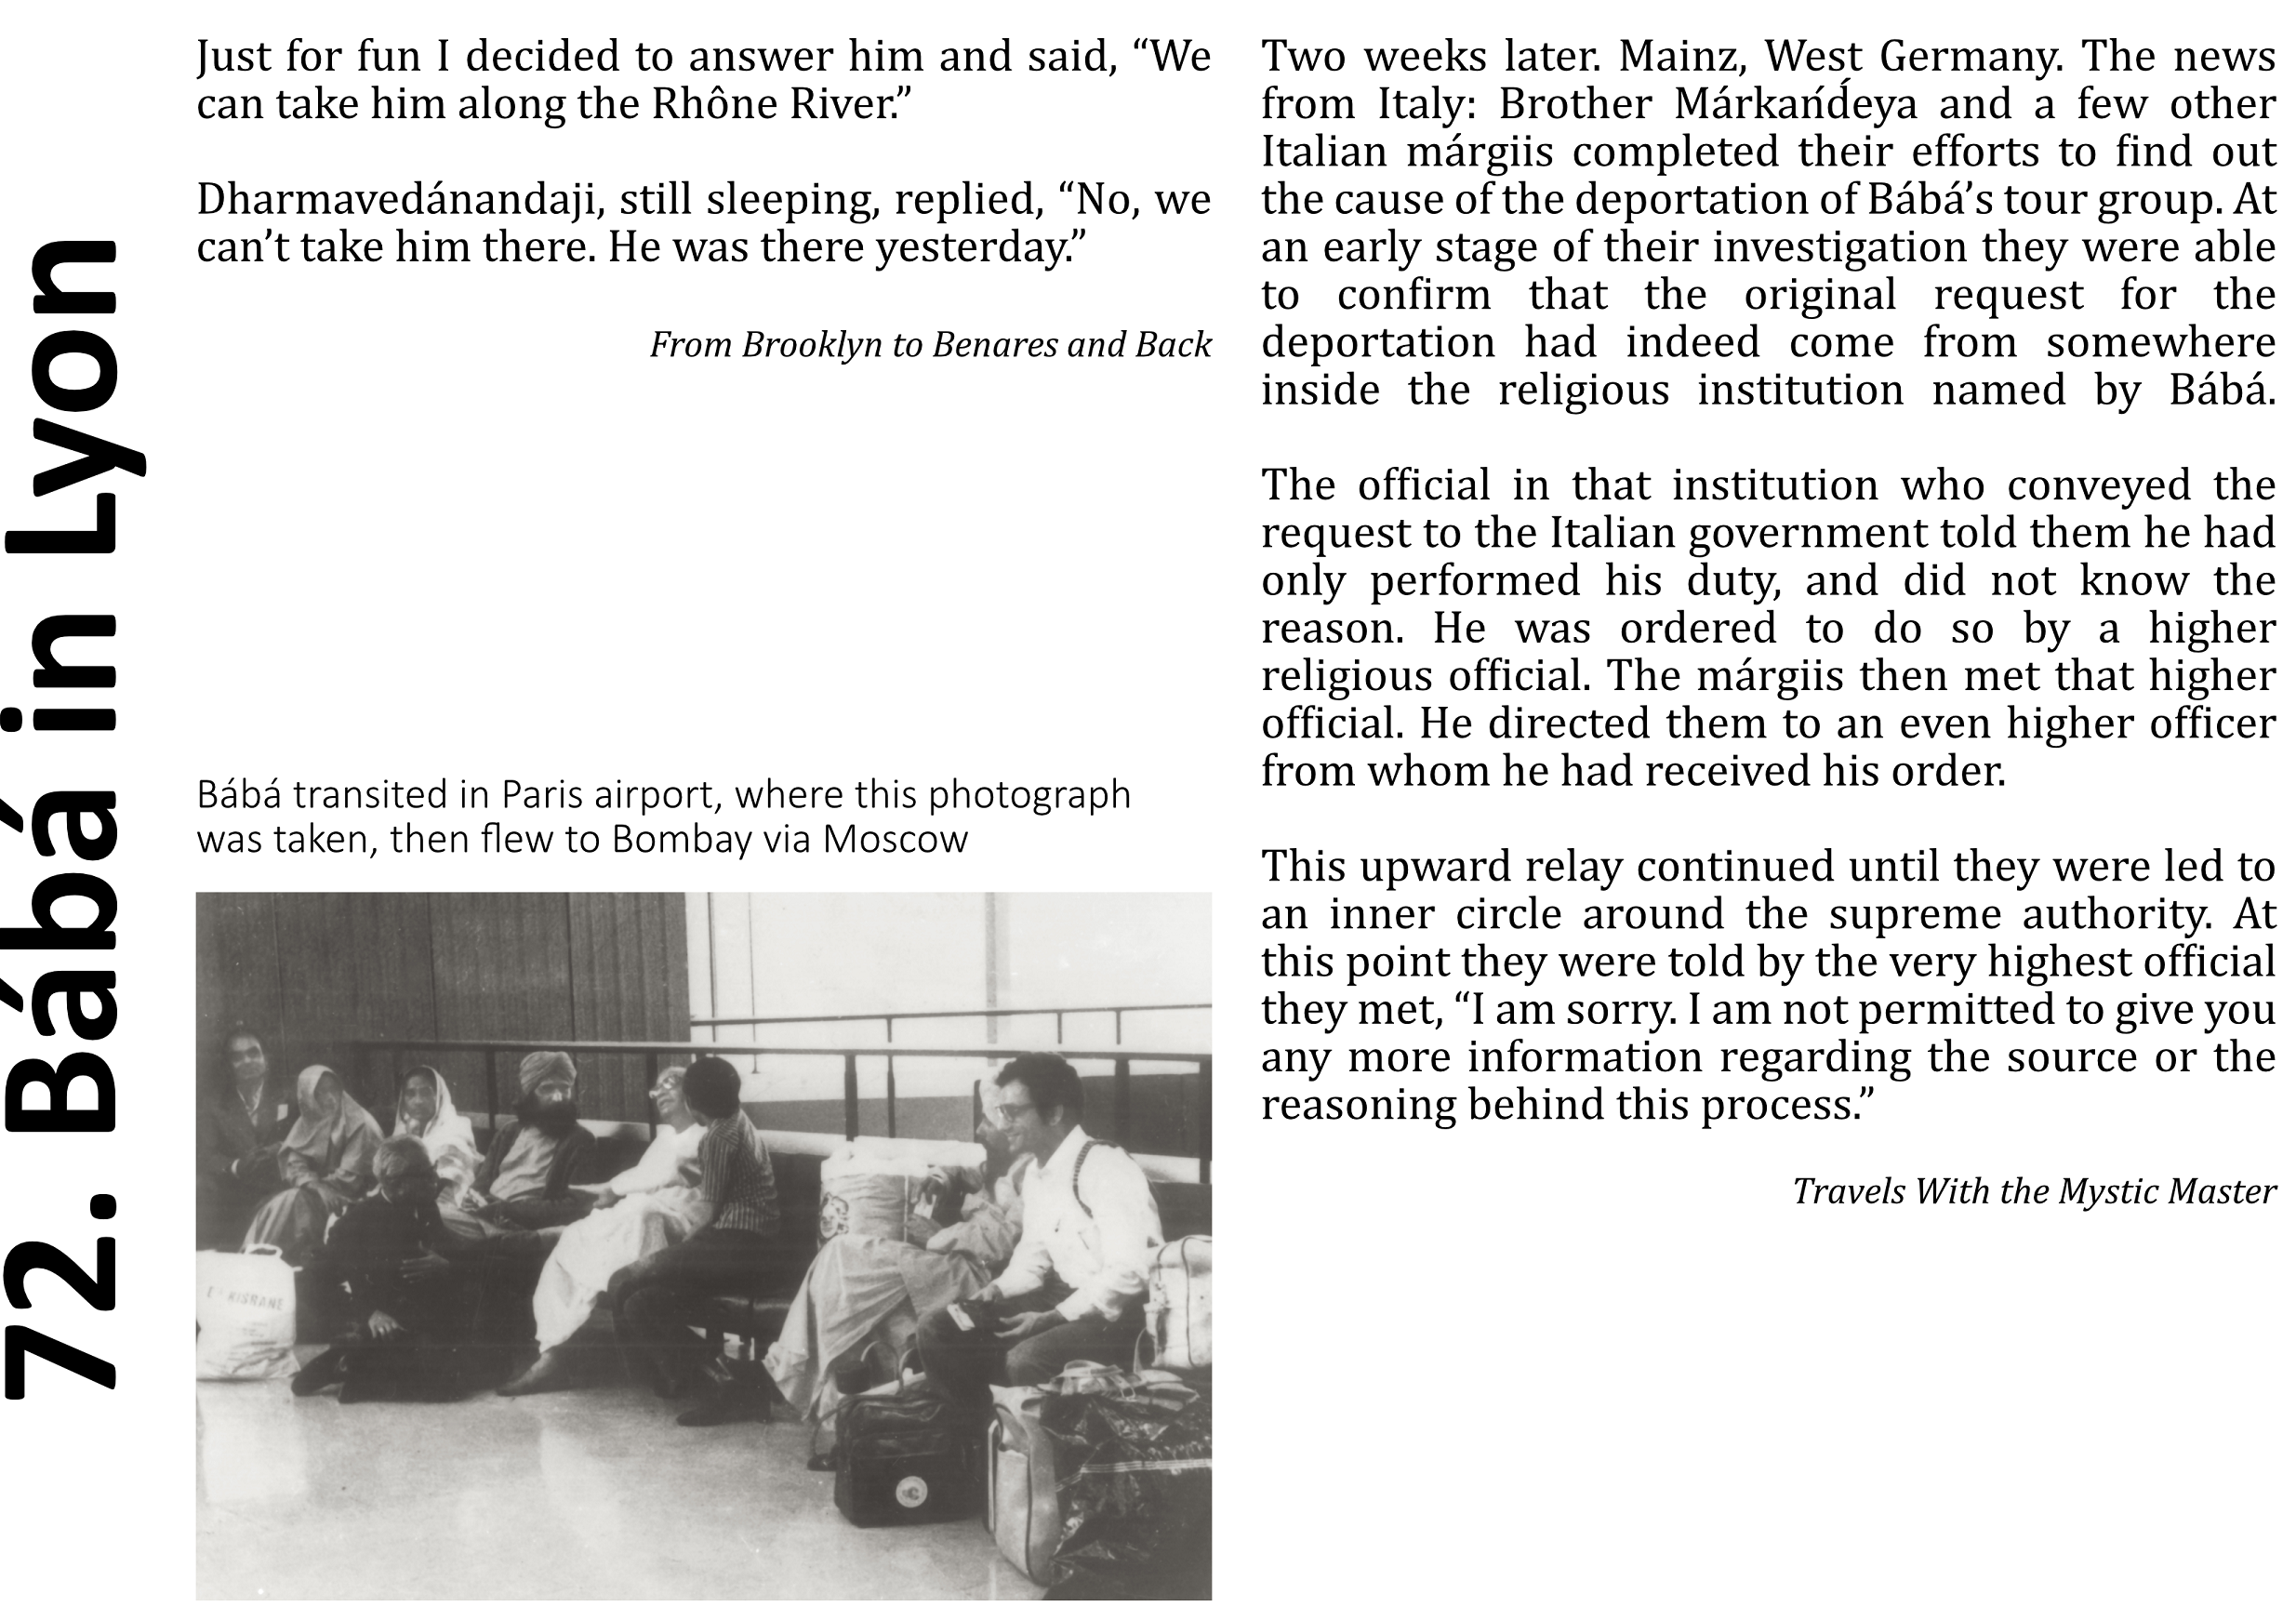 72. Bábá in Lyon
Just for fun I decided to answer him and said, “We
can take him along the Rhône River.”
Dharmavedánandaji, still sleeping, replied, “No, we
can’t take him there. He was there yesterday.”
From Brooklyn to Benares and Back
Bábá transited in Paris airport, where this photograph
was taken, then flew to Bombay via Moscow
Two weeks later. Mainz, West Germany. The news
from Italy: Brother Márkańd́eya and a few other
Italian márgiis completed their efforts to find out
the cause of the deportation of Bábá’s tour group. At
an early stage of their investigation they were able
to confirm that the original request for the
deportation had indeed come from somewhere
inside the religious institution named by Bábá.
The official in that institution who conveyed the
request to the Italian government told them he had
only performed his duty, and did not know the
reason. He was ordered to do so by a higher
religious official. The márgiis then met that higher
official. He directed them to an even higher officer
from whom he had received his order.
This upward relay continued until they were led to
an inner circle around the supreme authority. At
this point they were told by the very highest official
they met, “I am sorry. I am not permitted to give you
any more information regarding the source or the
reasoning behind this process.”
Travels With the Mystic Master